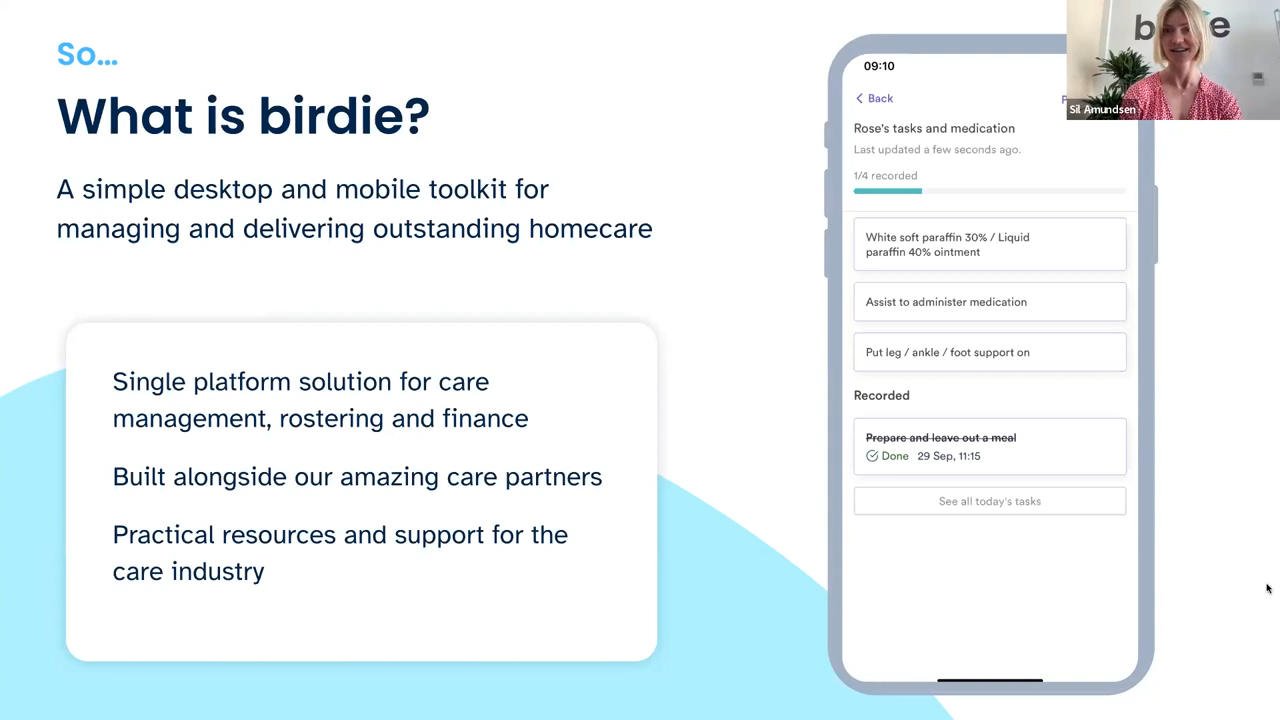 So...
What is birdie?
A simple desktop and mobile toolkit for
managing and delivering outstanding homecare
Single platform solution for care
management, rostering and finance
Built alongside our amazing care partners
Practical resources and support for the
care industry
09:10
Back
Rose's tasks and medication
Last updated a few seconds ago.
1/4 recorded
White soft paraffin 30% / Liquid
paraffin 40% ointment
Assist to administer medication
Put leg / ankle / foot support on
Recorded
Prepare and leave out a meal
Done 29 Sep, 11:15
See all today's tasks
Sil Amundsen